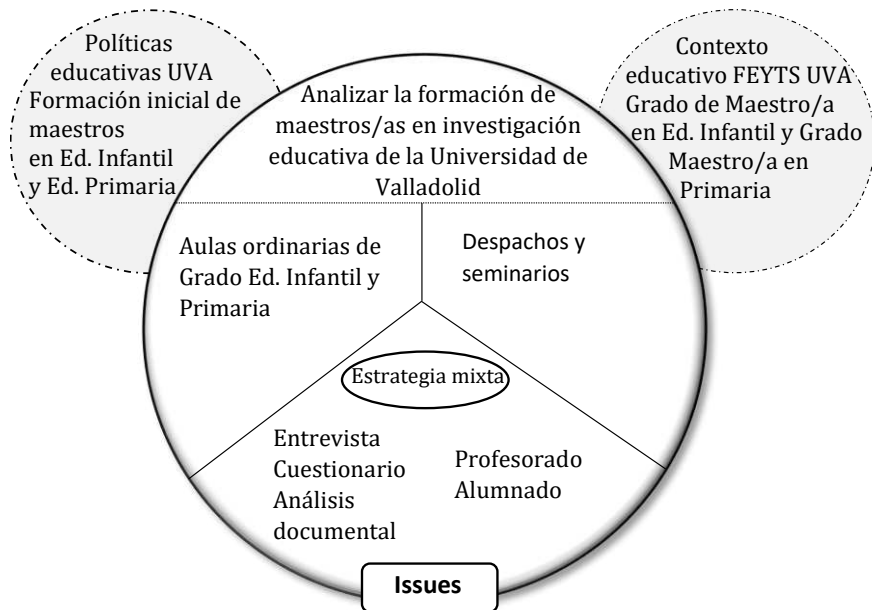 Políticas
educativas UVA
Formación inicial de
maestros
en Ed. Infantil
y Ed. Primaria
Contexto
educativo FEYTS UVA
Grado de Maestro/a
en Ed. Infantil y Grado
Maestro/a en
Primaria
Analizar la formación de
maestros/as en investigación
educativa de la Universidad de
Valladolid
Aulas ordinarias de
Grado Ed. Infantil y
Primaria
Despachos y
seminarios
Estrategia mixta
Entrevista
Cuestionario
Análisis
documental
Profesorado
Alumnado
Issues